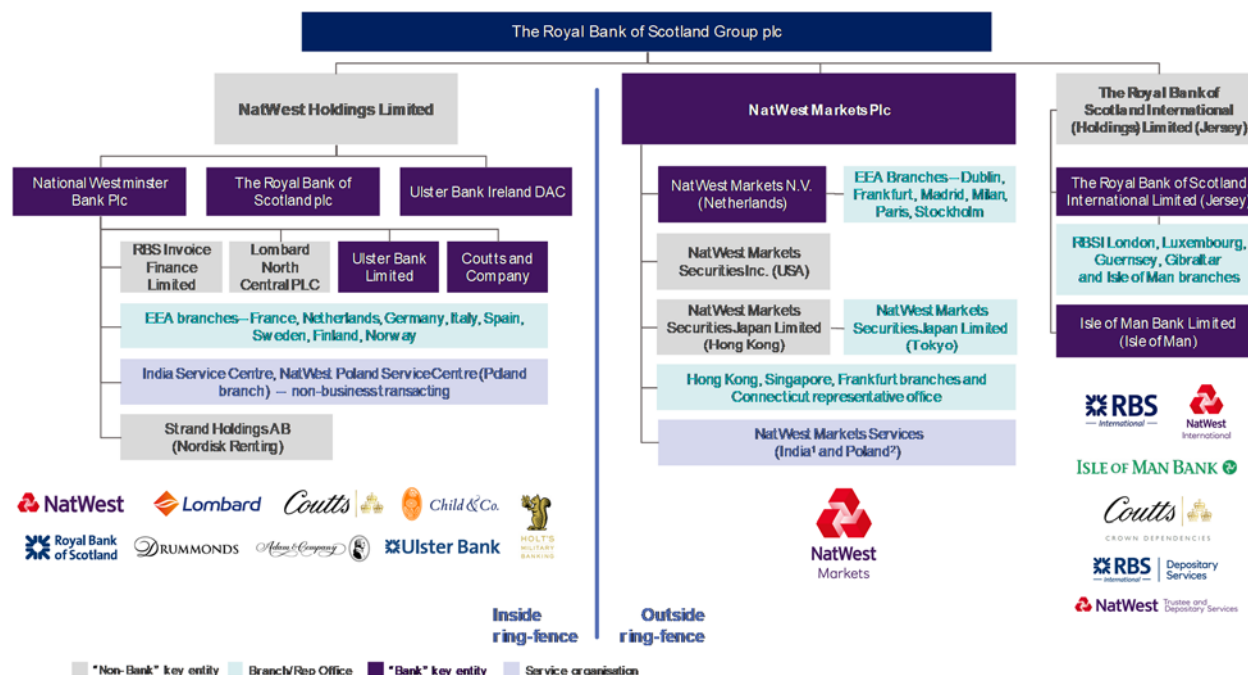 The Royal Bank of Scotland Group plc
NatWest Holdings Limited
National Westminster
Bank Plc
The Royal Bank of
Scotland plc
Ulster Bank Ireland DAC
RBS Invoice
Finance
Limited
Lombard
North
Central PLC
Ulster Bank
Limited
Coutts and
Company
EEA branches— France, Netherlands, Germany, Italy, Spain,
Sweden, Finland, Norway
India Service Centre, NatWest Poland Service Centre (Poland
branch) — non-business transacting
Strand Holdings AB
(Nordisk Renting)
NatWest
Lombard
Coutts
Child & Co.
HOLT'S
MILITARY
BANKING
Royal Bank
of Scotland
DRUMMONDS
Adam & Company
Ulster Bank
NatWest Markets Plc
NatWest Markets N.V.
(Netherlands)
EEA Branches— Dublin,
Frankfurt, Madrid, Milan,
Paris, Stockholm
NatWest Markets
Securities Inc. (USA)
NatWest Markets
Securities Japan Limited
(Hong Kong)
NatWest Markets
Securities Japan Limited
(Tokyo)
Hong Kong, Singapore, Frankfurt branches and
Connecticut representative office
NatWest Markets Services
(India¹ and Poland²)
NatWest
Markets
The Royal Bank of
Scotland International
(Holdings) Limited (Jersey)
The Royal Bank of Scotland
International Limited (Jersey)
RBSI London, Luxembourg,
Guernsey, Gibraltar
and Isle of Man branches
Isle of Man Bank Limited
(Isle of Man)
RBS
International
NatWest
International
ISLE OF MAN BANK
Coutts
CROWN DEPENDENCIES
RBS
International
Depositary
Services
NatWest
Trustee and
Depositary Services
Inside
ring-fence
Outside
ring-fence
"Non-Bank" key entity
Branch/Rep Office
"Bank" key entity
Service organisation